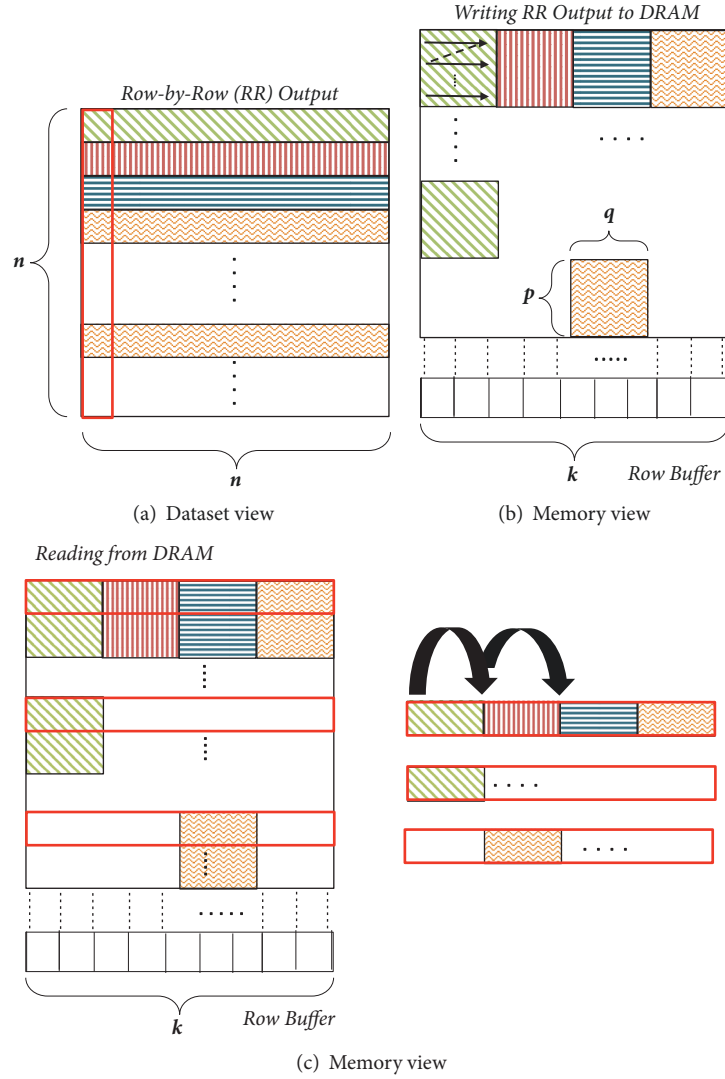 Writing RR Output to DRAM
Row-by-Row (RR) Output
n
n
(a) Dataset view
q
p
k
Row Buffer
(b) Memory view
Reading from DRAM
k
Row Buffer
(c) Memory view